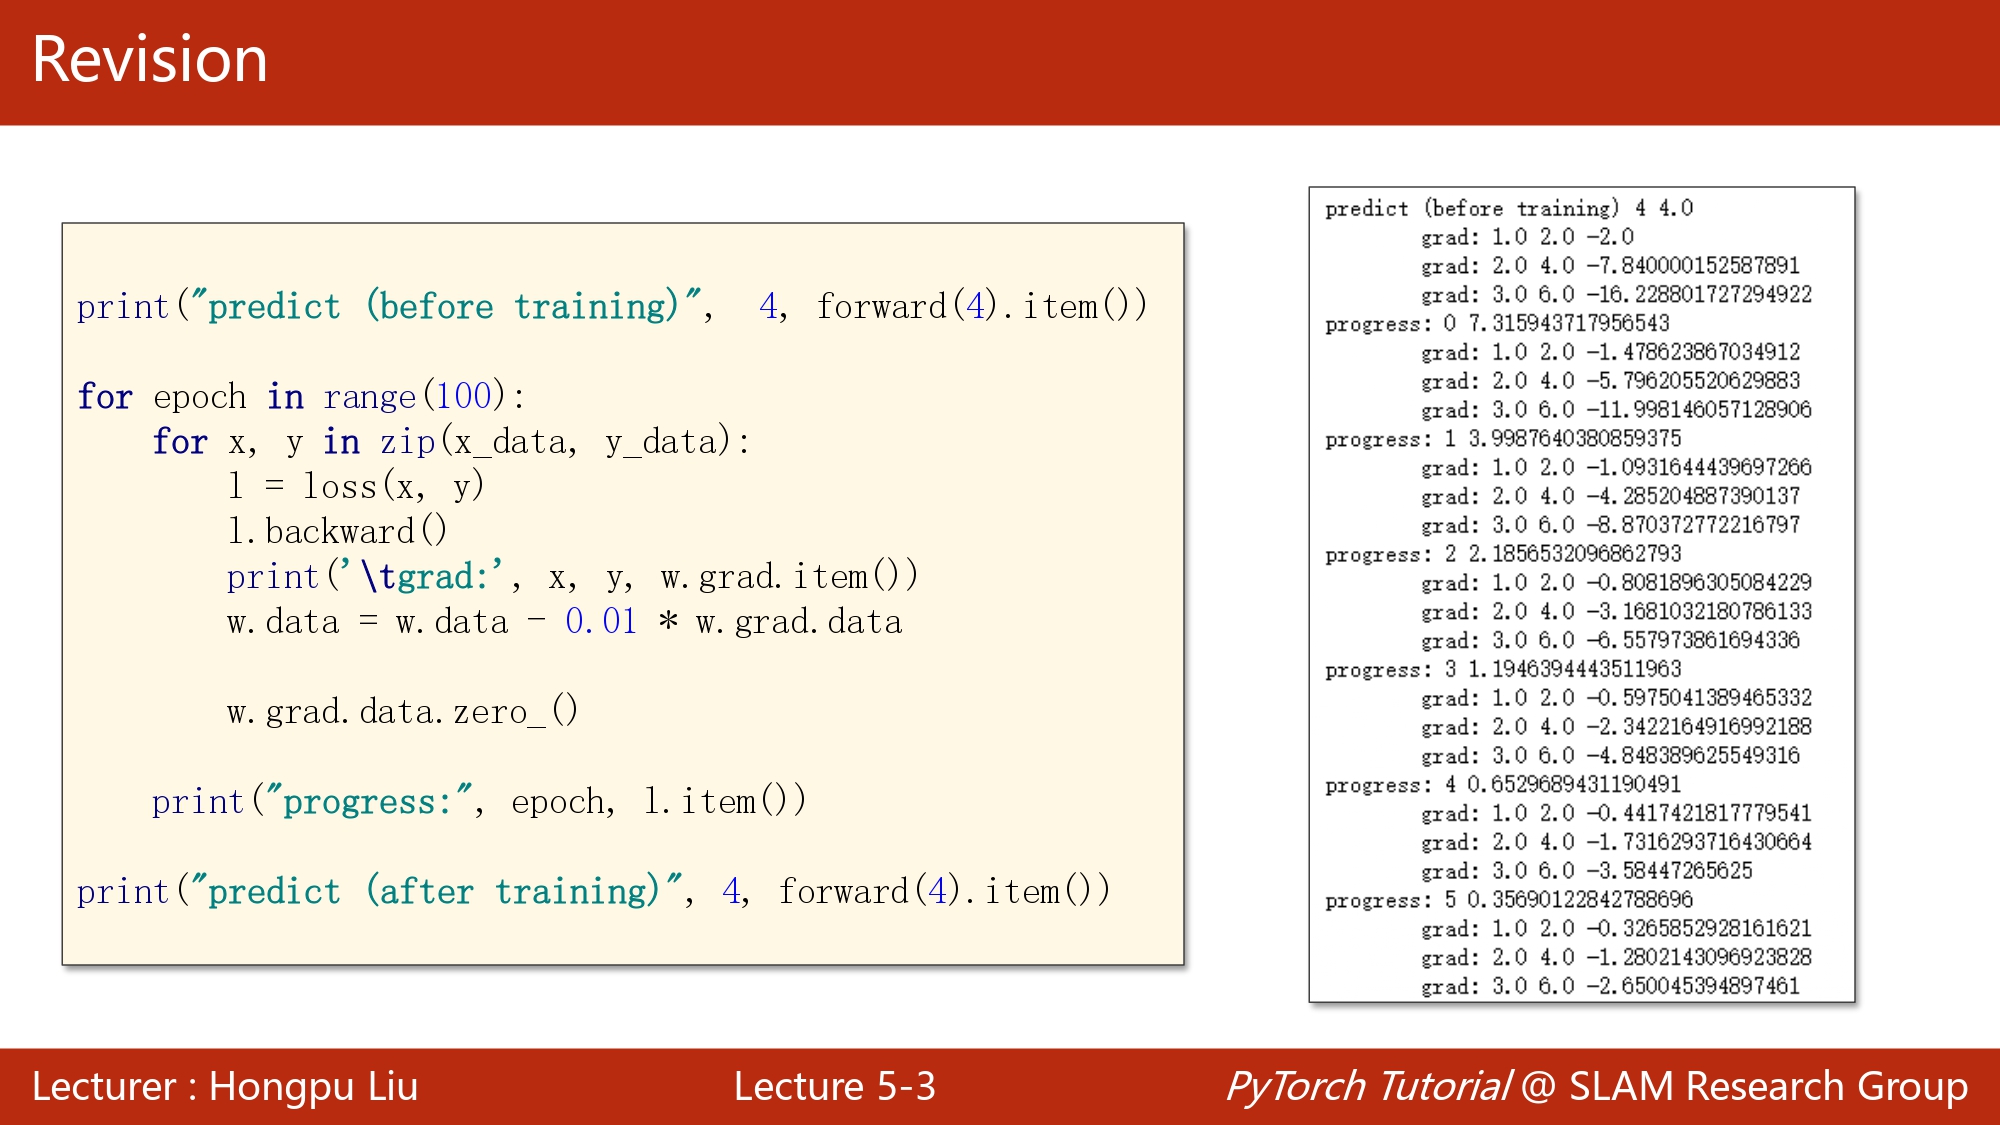 Revision
print("predict (before training)",  4, forward(4).item())
for epoch in range(100):
    for x, y in zip(x_data, y_data):
        l = loss(x, y)
        l.backward()
        print('\tgrad:', x, y, w.grad.item())
        w.data = w.data - 0.01 * w.grad.data
        w.grad.data.zero_()
    print("progress:", epoch, l.item())
print("predict (after training)", 4, forward(4).item())
predict (before training) 4 4.0
        grad: 1.0 2.0 -2.0
        grad: 2.0 4.0 -7.840000152587891
        grad: 3.0 6.0 -16.228801727294922
progress: 0 7.315943717956543
        grad: 1.0 2.0 -1.478623867034912
        grad: 2.0 4.0 -5.796205520629883
        grad: 3.0 6.0 -11.998146057128906
progress: 1 3.9987640380859375
        grad: 1.0 2.0 -1.0931644439697266
        grad: 2.0 4.0 -4.285204887390137
        grad: 3.0 6.0 -8.870372772216797
progress: 2 2.1856532096862793
        grad: 1.0 2.0 -0.8081896305084229
        grad: 2.0 4.0 -3.1681032180786133
        grad: 3.0 6.0 -6.557973861694336
progress: 3 1.1946394443511963
        grad: 1.0 2.0 -0.5975041389465332
        grad: 2.0 4.0 -2.3422164916992188
        grad: 3.0 6.0 -4.848389625549316
progress: 4 0.6529689431190491
        grad: 1.0 2.0 -0.4417421817779541
        grad: 2.0 4.0 -1.7316293716430664
        grad: 3.0 6.0 -3.58447265625
progress: 5 0.35690122842788696
        grad: 1.0 2.0 -0.3265852928161621
        grad: 2.0 4.0 -1.2802143096923828
        grad: 3.0 6.0 -2.650045394897461
Lecturer : Hongpu Liu
Lecture 5-3
PyTorch Tutorial @ SLAM Research Group